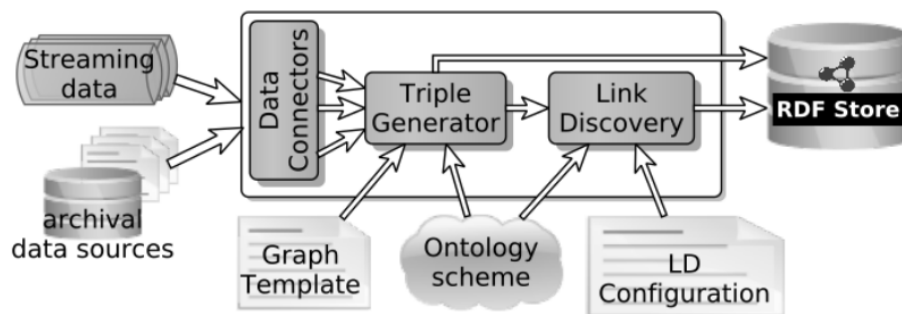 Streaming
data
archival
data sources
Data
Connectors
Triple
Generator
Link
Discovery
RDF Store
Graph
Template
Ontology
scheme
LD
Configuration